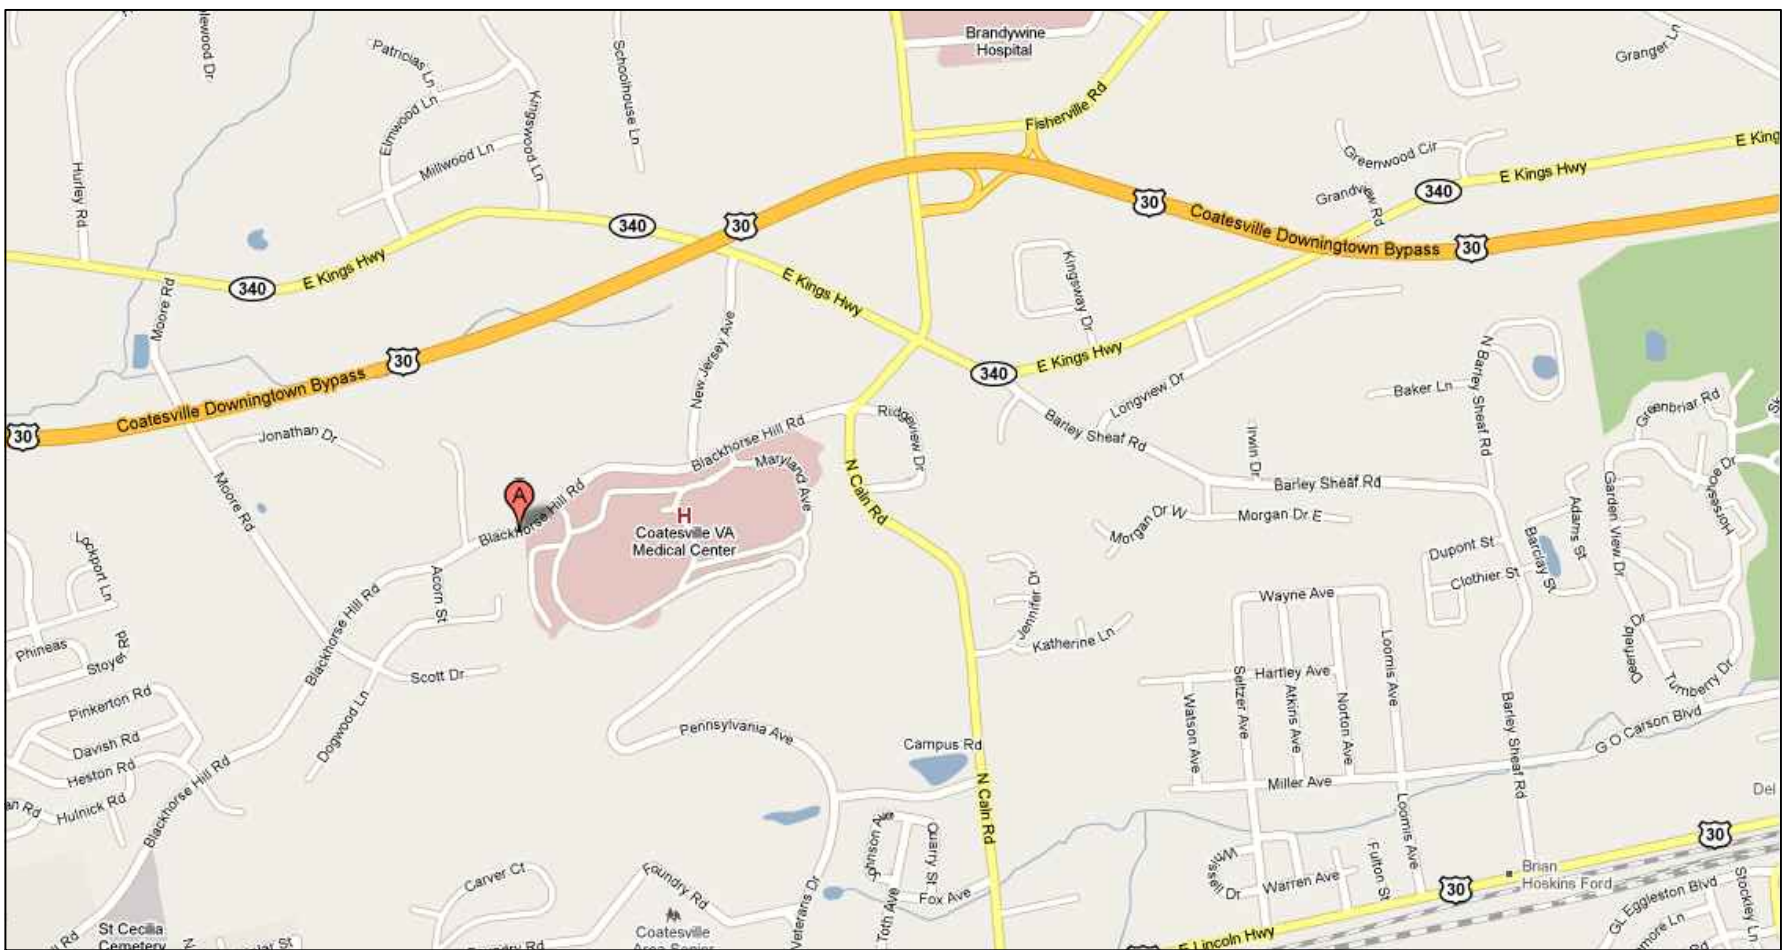 Brandywine
Hospital
Granger Ln
Patricias Ln
Schoolhouse Ln
Elmwood Ln
Kingswood Ln
Millwood Ln
Fisherville Rd
Greenwood Cir
E Kings Hwy
Hurley Rd
340
30
30
340
Coatesville Downingtown Bypass
30
E Kings Hwy
340
E Kings Hwy
Moore Rd
Kingsway Dr
New Jersey Ave
E Kings Hwy
340
30
Coatesville Downingtown Bypass
30
N Barley Sheaf Rd
Baker Ln
Longview Dr
Greenbriar Rd
Jonathan Dr
Blackhorse Hill Rd
Ridgeview Dr
Barley Sheaf Rd
Irwin Dr
Maryland Ave
Moore Rd
N Caln Rd
Barley Sheaf Rd
Horseshoe Dr
A
Blackhorse Hill Rd
H
Coatesville VA
Medical Center
Morgan Dr W
Morgan Dr E
Adams St
Garden View Dr
Barclay St
Dupont St
Clothier St
Lockport Ln
Acorn St
Jennifer Dr
Katherine Ln
Wayne Ave
Phineas
Stoyer Rd
Blackhorse Hill Rd
Scott Dr
Loomis Ave
Hartley Ave
Seltzer Ave
Atkins Ave
Norton Ave
Watson Ave
Deerfield Dr
Turnberry Dr
Pinkerton Rd
Davish Rd
Heston Rd
Hulnick Rd
Dogwood Ln
Pennsylvania Ave
Campus Rd
Barley Sheaf Rd
G O Carson Blvd
Miller Ave
Blackhorse Hill Rd
N Caln Rd
Loomis Ave
30
Johnson Ave
Quarry St
Carver Ct
Foundry Rd
Veterans Dr
Toth Ave
Fox Ave
Wissell Dr
Warren Ave
Fulton St
30
Brian
Hoskins Ford
GL Eggleston Blvd
Stockley Ln
St Cecilia
Cemetery
Coatesville
E Lincoln Hwy